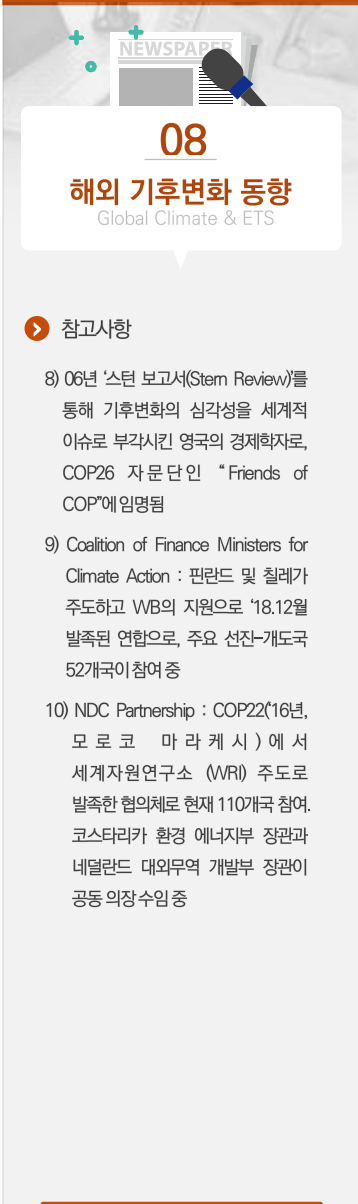 NEWSPAPER
08
해외 기후변화 동향
Global Climate & ETS
참고사항
8) 06년 ‘스턴 보고서(Stern Review)’를
통해 기후변화의 심각성을 세계적
이슈로 부각시킨 영국의 경제학자로,
COP26 자문단인 “Friends of
COP”에 임명됨
9) Coalition of Finance Ministers for
Climate Action : 핀란드 및 칠레가
주도하고 WB의 지원으로 ‘18.12월
발족된 연합으로, 주요 선진–개도국
52개국이 참여 중
10) NDC Partnership : COP22(‘16년,
모로코 마라케시)에서
세계자원연구소 (WRI) 주도로
발족한 협의체로 현재 110개국 참여.
코스타리카 환경 에너지부 장관과
네덜란드 대외무역 개발부 장관이
공동 의장 수임 중